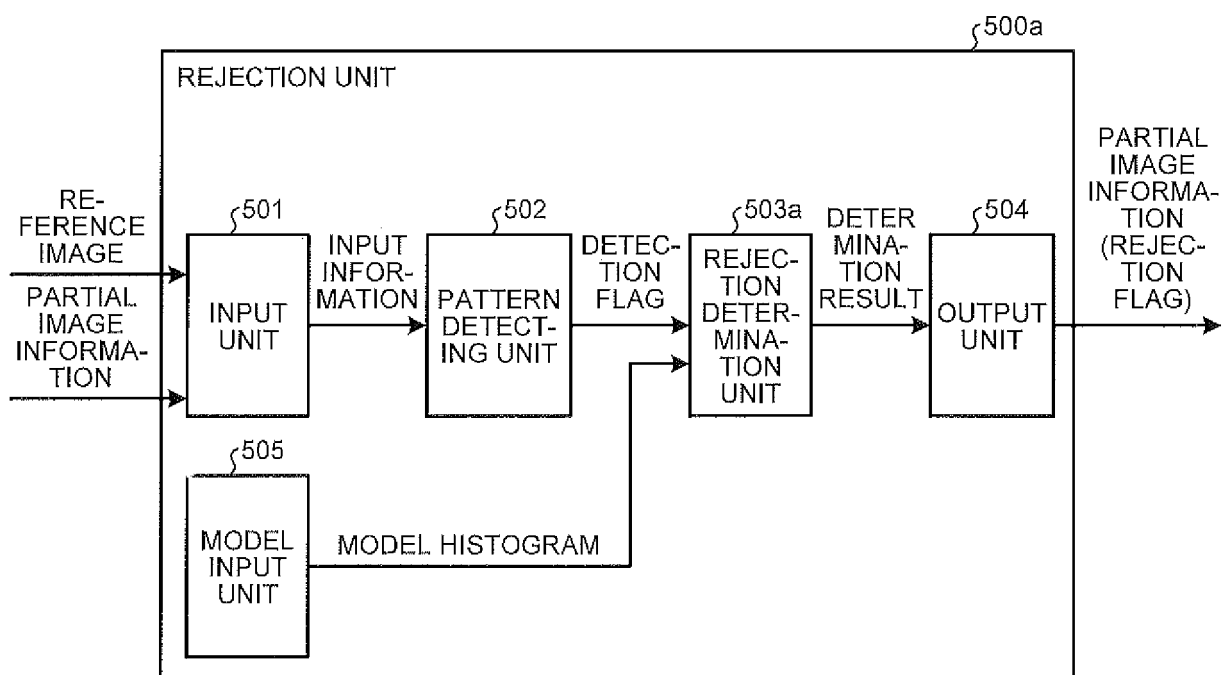 500a
REJECTION UNIT
RE-
FERENCE
IMAGE
PARTIAL
IMAGE
INFORMA-
TION
501
INPUT
UNIT
INPUT
INFOR-
MATION
502
PATTERN
DETECT-
ING UNIT
DETEC-
TION
FLAG
503a
REJEC-
TION
DETER-
MINA-
TION
UNIT
DETER
MINA-
TION
RESULT
504
OUTPUT
UNIT
PARTIAL
IMAGE
INFORMA-
TION
(REJEC-
TION
FLAG)
505
MODEL
INPUT
UNIT
MODEL HISTOGRAM